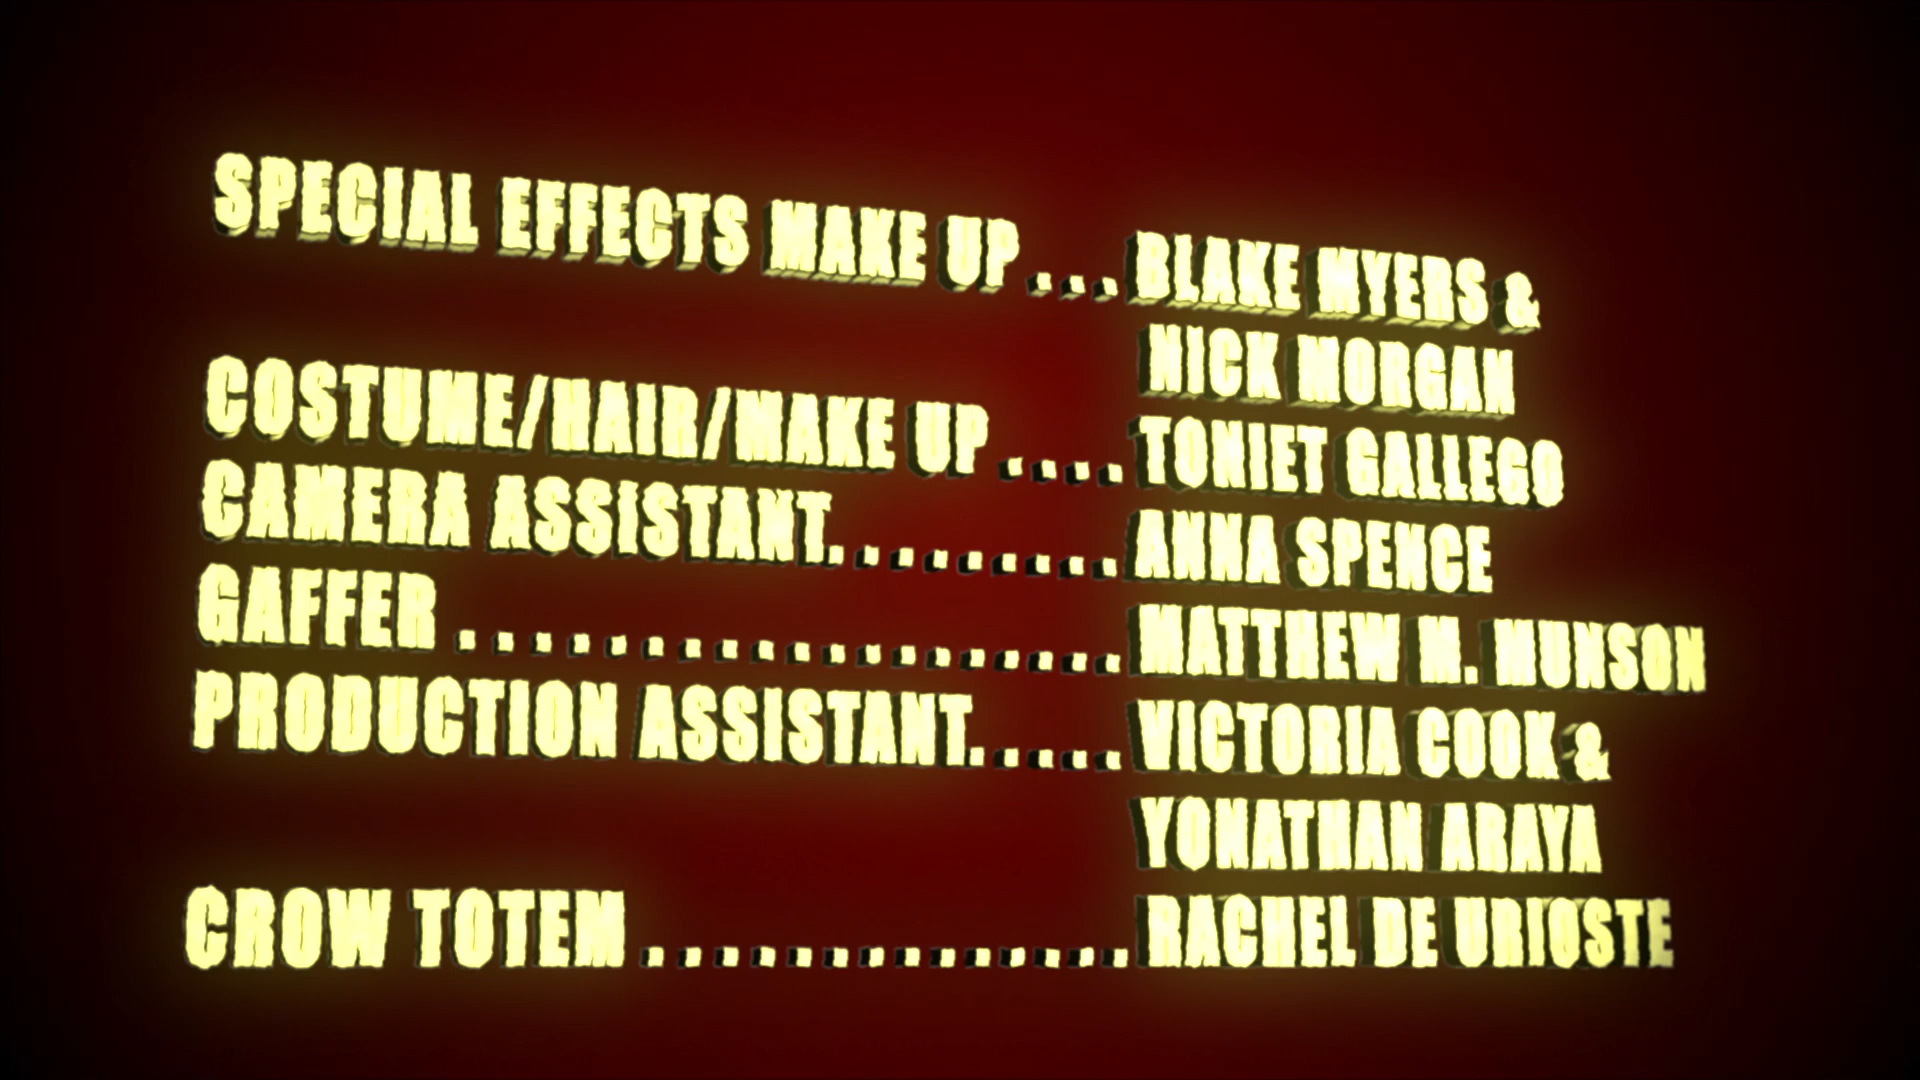 SPECIAL EFFECTS MAKE UP . . . BLAKE MYERS &
NICK MORGAN
COSTUME/HAIR/MAKE UP . . . . TONIET GALLEGO
CAMERA ASSISTANT. . . . . . . . . ANNA SPENCE
GAFFER . . . . . . . . . . . . . . . . . . . MATTHEW M. MUNSON
PRODUCTION ASSISTANT. . . . . VICTORIA COOK &
YONATHAN ARAYA
CROW TOTEM . . . . . . . . . . . . . . RACHEL DE URIOSTE